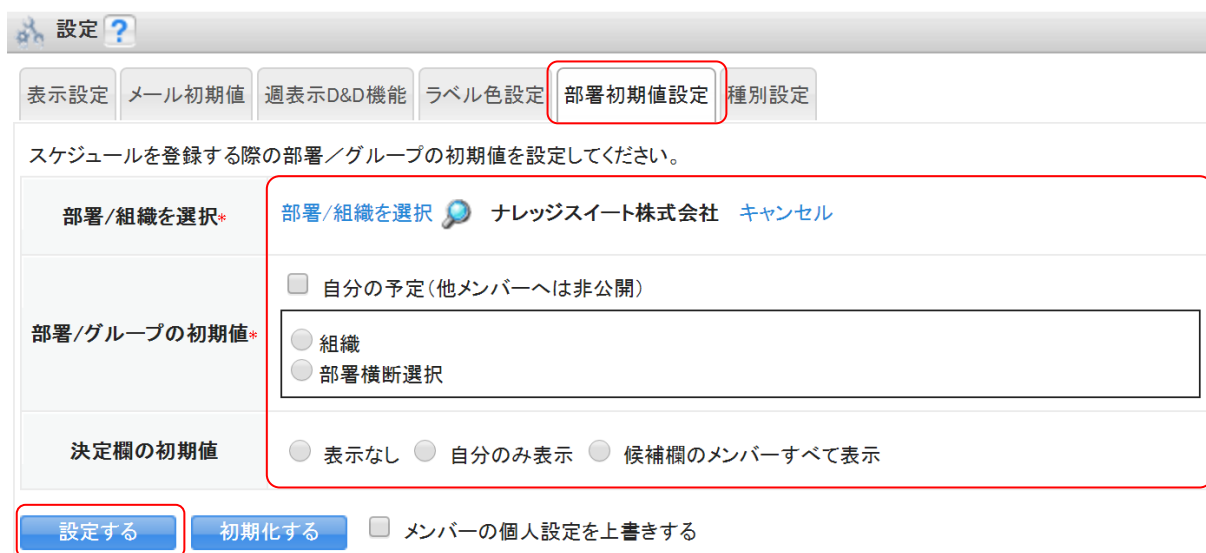 設定 ?
表示設定 メール初期値 週表示D&D機能 ラベル色設定 部署初期値設定 種別設定
スケジュールを登録する際の部署／グループの初期値を設定してください。
部署/組織を選択* 部署/組織を選択 ナレッジスイート株式会社 キャンセル
自分の予定（他メンバーへは非公開）
部署/グループの初期値*
組織
部署横断選択
決定欄の初期値 表示なし 自分のみ表示 候補欄のメンバーすべて表示
設定する 初期化する メンバーの個人設定を上書きする